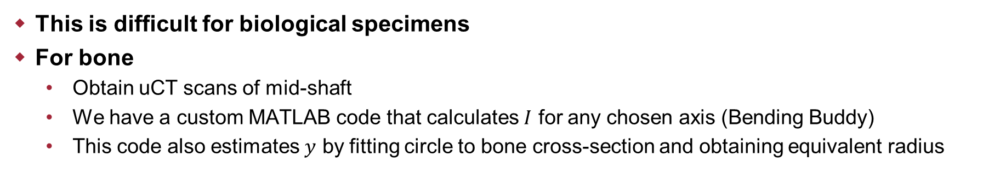 This is difficult for biological specimens
For bone
Obtain uCT scans of mid-shaft
We have a custom MATLAB code that calculates I for any chosen axis (Bending Buddy)
This code also estimates y by fitting circle to bone cross-section and obtaining equivalent radius